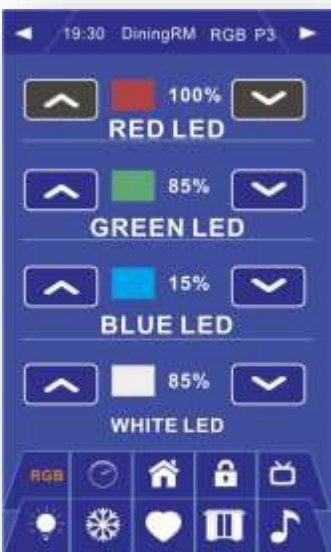 19:30 DiningRM RGB P3
100%
RED LED
85%
GREEN LED
15%
BLUE LED
85%
WHITE LED
RGB